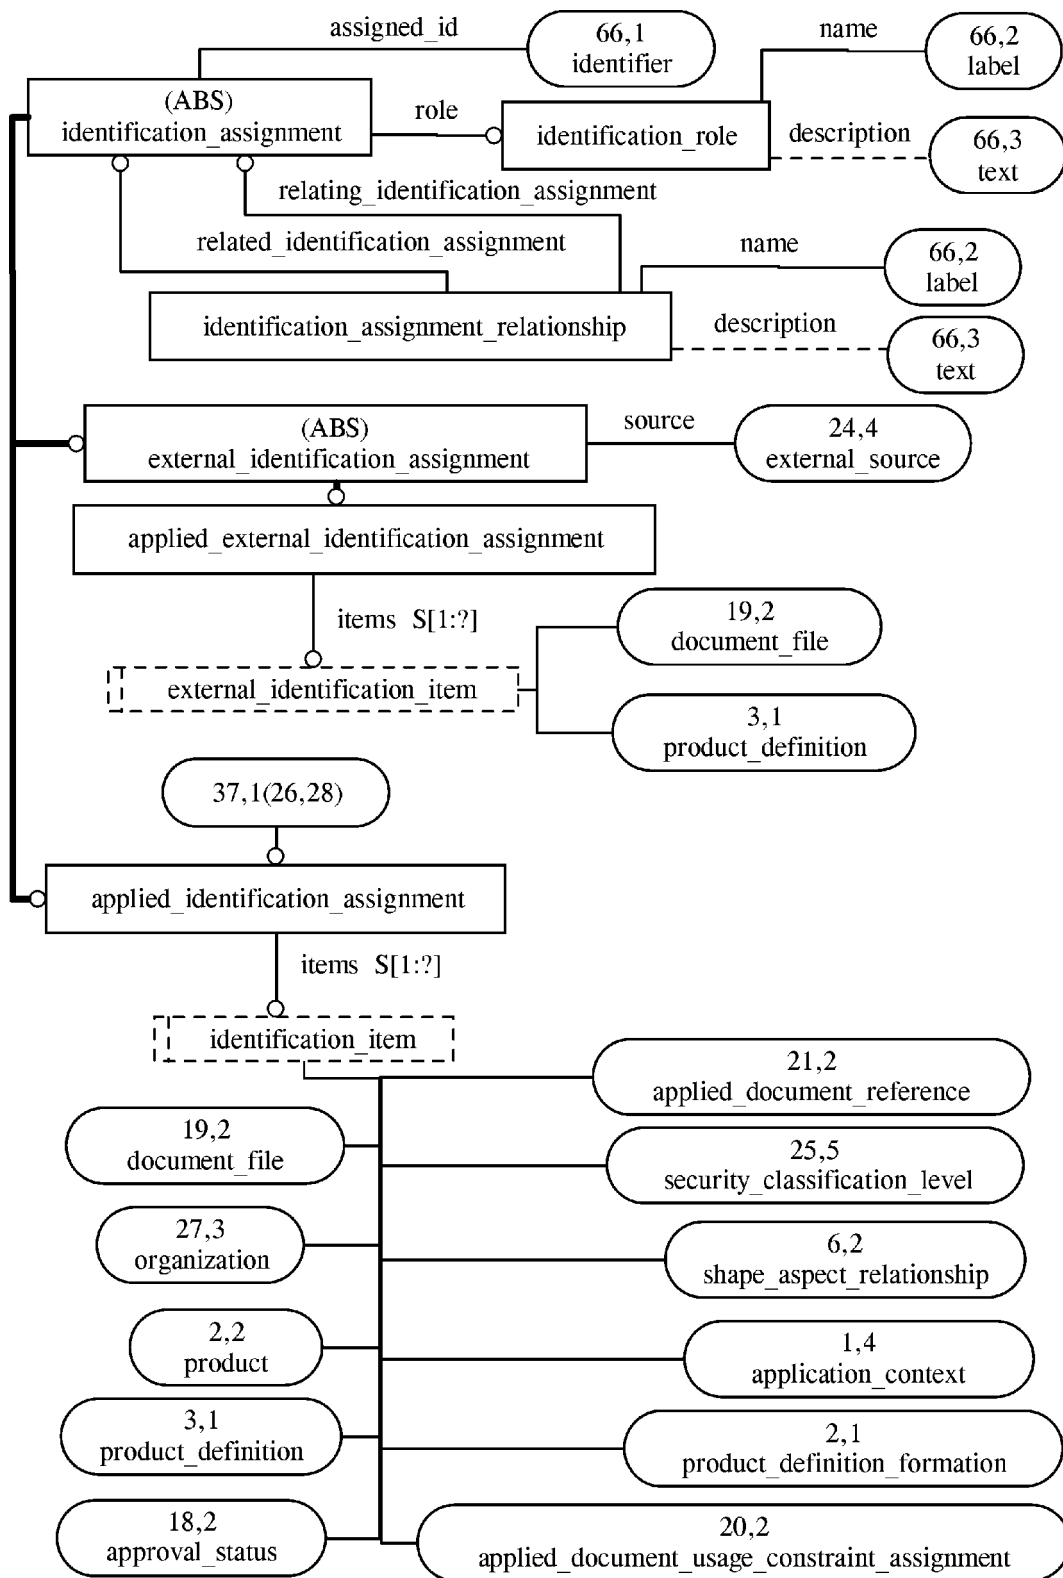 assigned_id
66,1
identifier
name
66,2
label
(ABS)
identification_assignment
role
identification_role
description
66,3
text
relating_identification_assignment
related_identification_assignment
name
66,2
label
identification_assignment_relationship
description
66,3
text
(ABS)
external_identification_assignment
source
24,4
external_source
applied_external_identification_assignment
items S[1:?]
19,2
document_file
external_identification_item
3,1
product_definition
37,1(26,28)
applied_identification_assignment
items S[1:?]
identification_item
21,2
applied_document_reference
19,2
document_file
25,5
security_classification_level
27,3
organization
6,2
shape_aspect_relationship
2,2
product
1,4
application_context
3,1
product_definition
2,1
product_definition_formation
18,2
approval_status
20,2
applied_document_usage_constraint_assignment